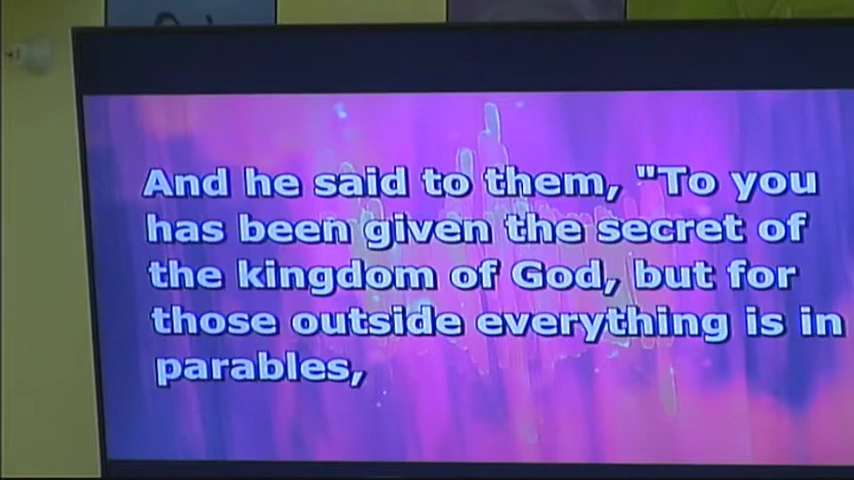 And he said to them, "To you
has been given the secret of
the kingdom of God, but for
those outside everything is in
parables,